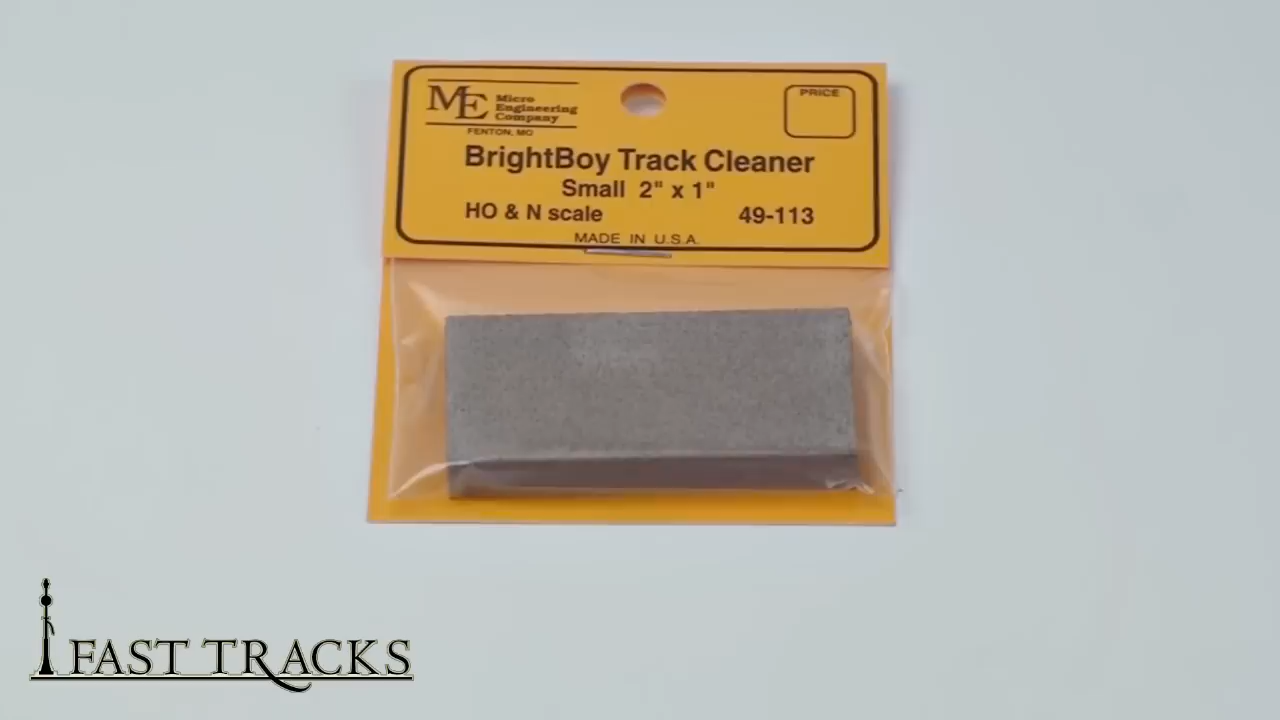 ME Micro
Engineering
Company
FENTON, MO
PRICE
BrightBoy Track Cleaner
Small 2" x 1"
HO & N scale 49-113
MADE IN U.S.A.
FAST TRACKS